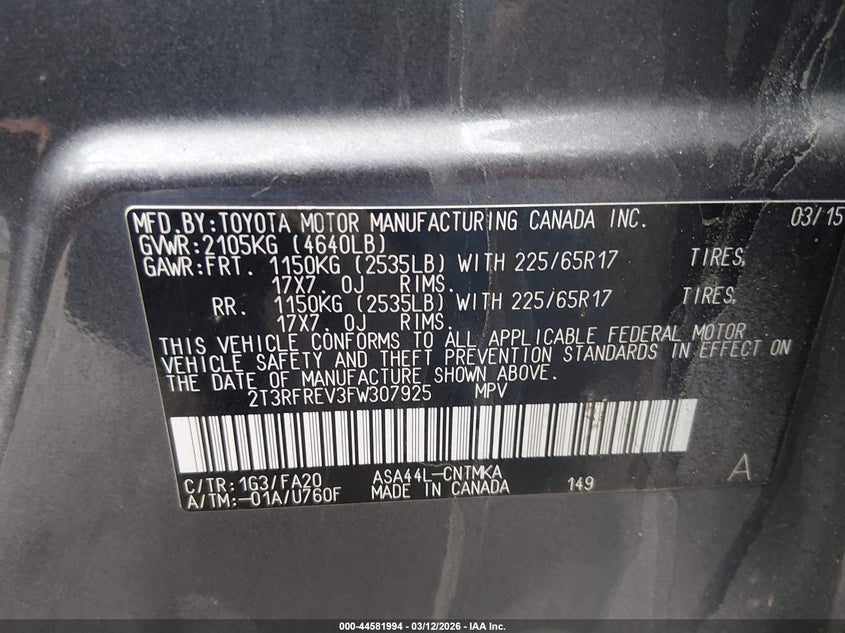 MFD.BY:TOYOTA MOTOR MANUFACTURING CANADA INC. 03/15
GVWR:2105KG (4640LB)
GAWR:FRT. 1150KG (2535LB) WITH 225/65R17 TIRES,
17X7.0J RIMS.
RR. 1150KG (2535LB) WITH 225/65R17 TIRES,
17X7.0J RIMS.
THIS VEHICLE CONFORMS TO ALL APPLICABLE FEDERAL MOTOR
VEHICLE SAFETY AND THEFT PREVENTION STANDARDS IN EFFECT ON
THE DATE OF MANUFACTURE SHOWN ABOVE.
2T3RFREV3FW307925 MPV
C/TR:1G3/FA20 ASA44L-CNTMKA A
A/TM:-01A/U760F MADE IN CANADA 149
000-44581994 - 03/12/2026 - IAA Inc.